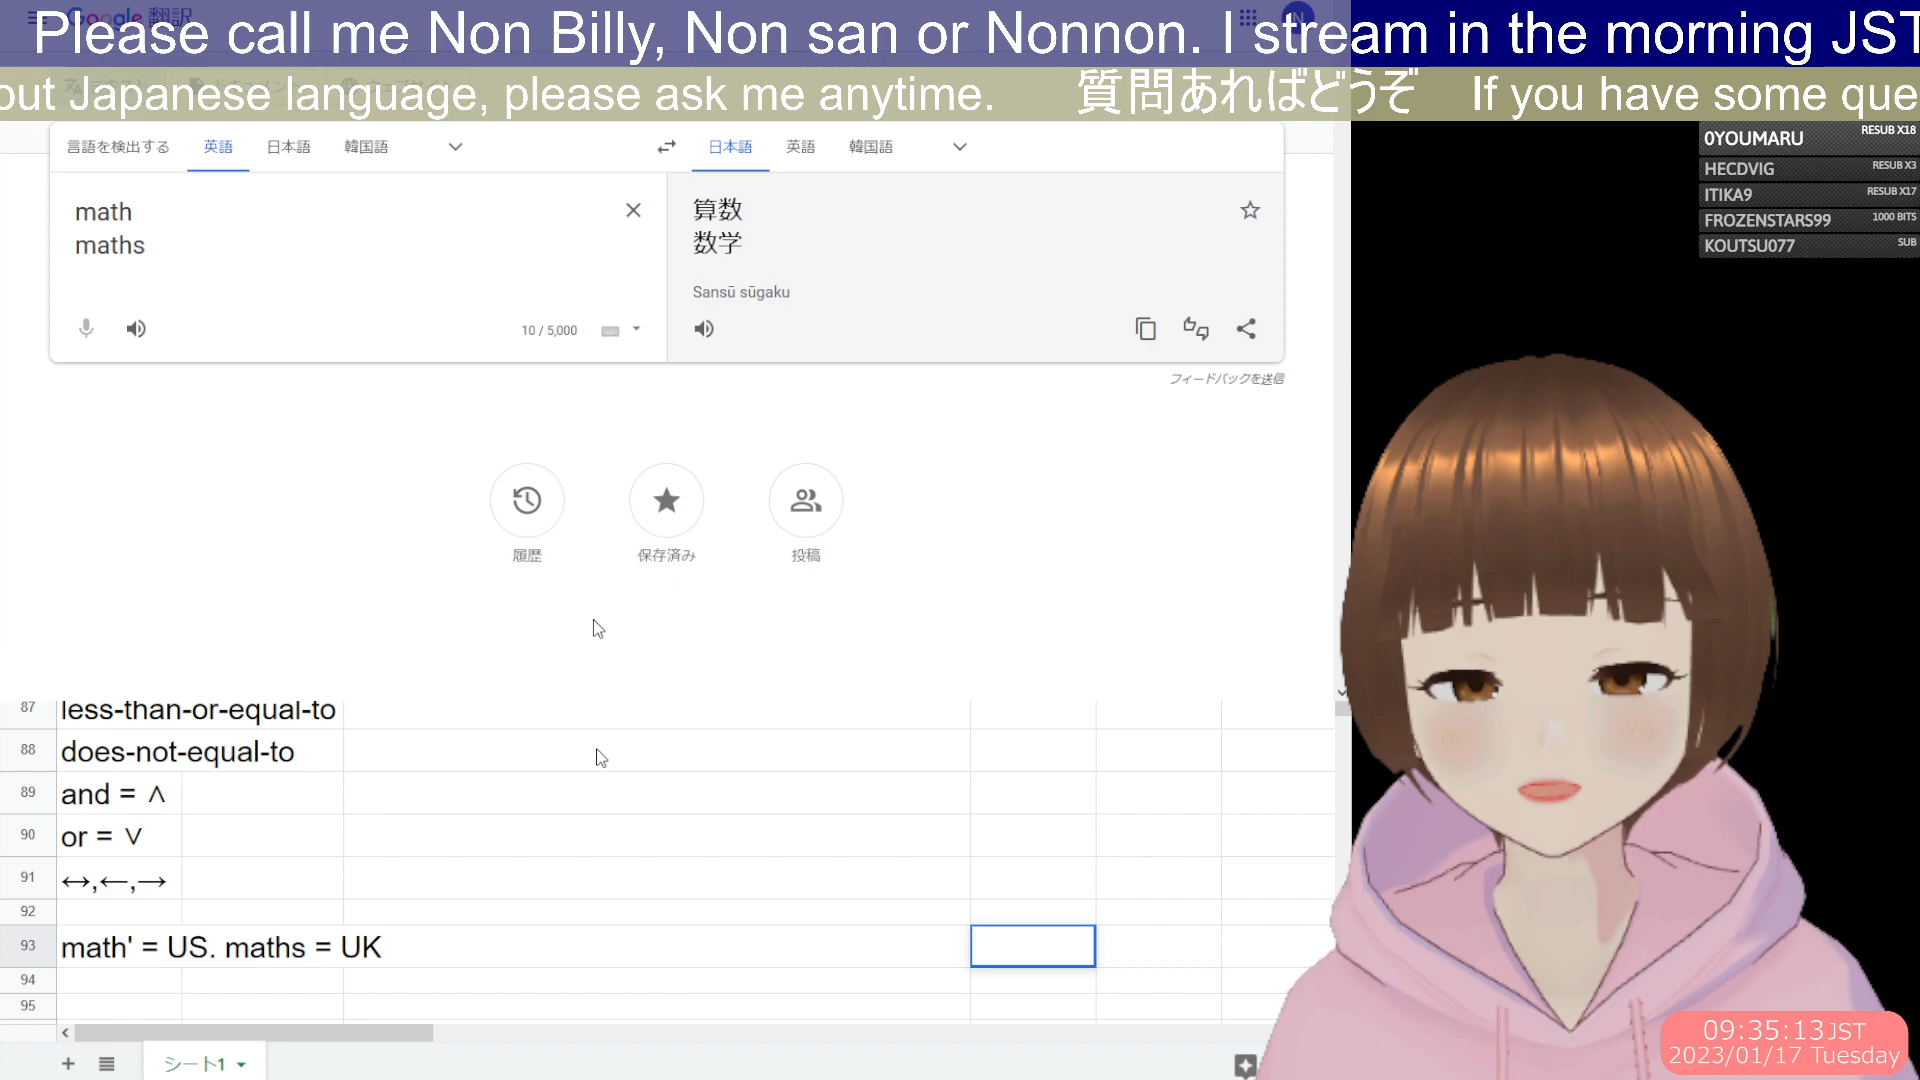 Google 翻訳
Please call me Non Billy, Non san or Nonnon. I stream in the morning JST
out Japanese language, please ask me anytime. 質問あればどうぞ If you have some que
言語を検出する 英語 日本語 韓国語 日本語 英語 韓国語
math
maths
算数
数学
Sansū sūgaku
10 / 5,000
フィードバックを送信
履歴 保存済み 投稿
0YOUMARU RESUB X18
HECDVIG RESUB X3
ITIKA9 RESUB X17
FROZENSTARS99 1000 BITS
KOUTSU077 SUB
87 less-than-or-equal-to
88 does-not-equal-to
89 and = ∧
90 or = ∨
91 ↔,←,→
92
93 math' = US. maths = UK
94
95
シート1
09:35:13 JST
2023/01/17 Tuesday